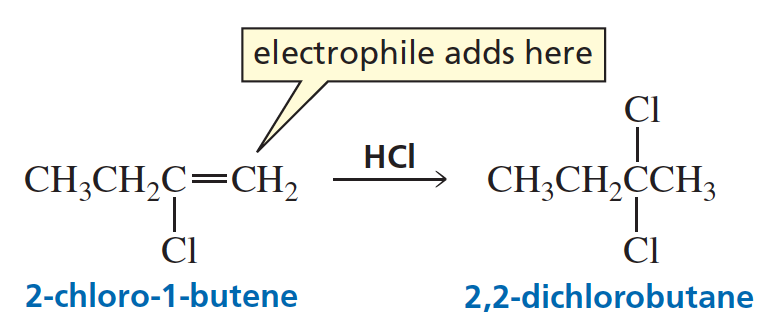 electrophile adds here
Cl
CH₃CH₂C=CH₂ HCl CH₃CH₂CCH₃
Cl Cl
2-chloro-1-butene 2,2-dichlorobutane